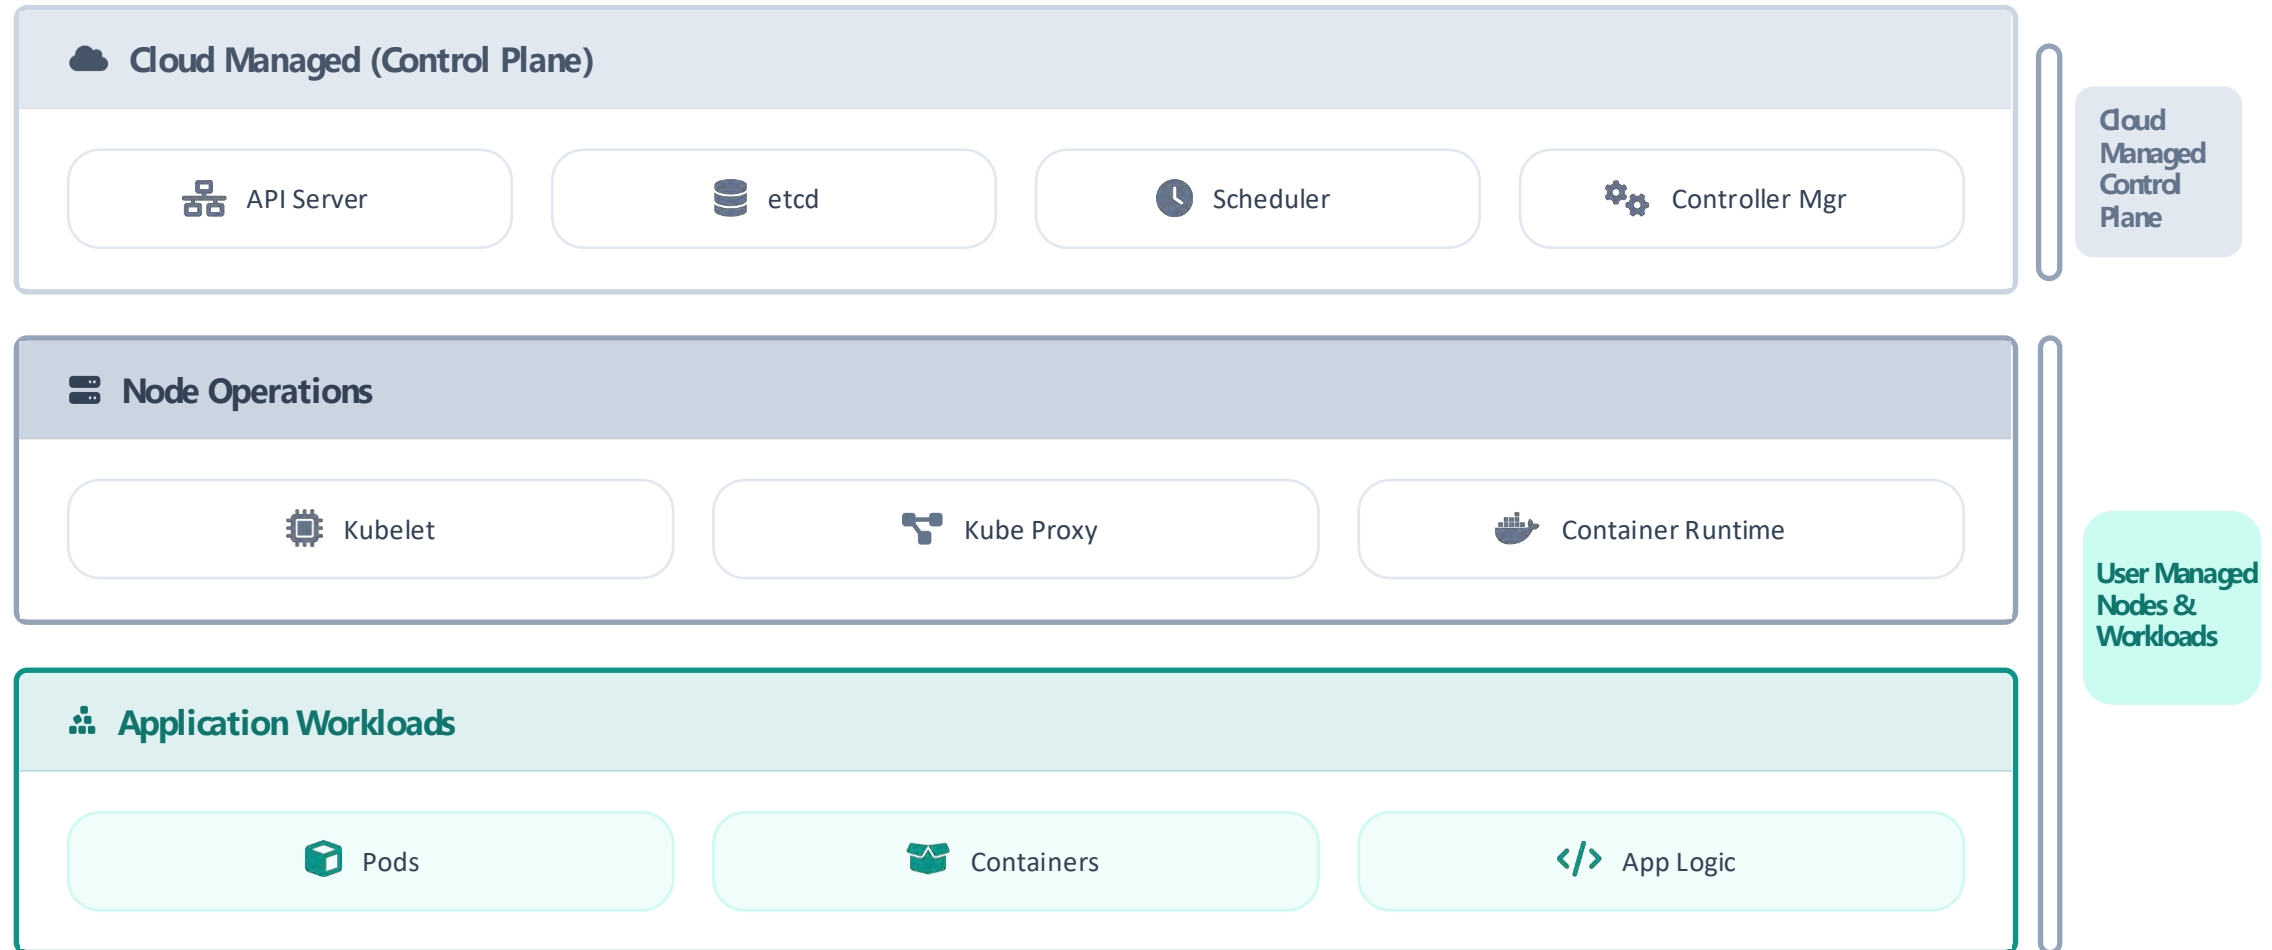 Cloud Managed (Control Plane)
API Server
etcd
Scheduler
Controller Mgr
Cloud
Managed
Control
Plane
Node Operations
Kubelet
Kube Proxy
Container Runtime
User Managed
Nodes &
Workloads
Application Workloads
Pods
Containers
</> App Logic